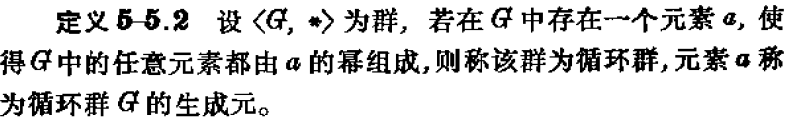 定义 5-5.2 设〈G, *〉为群, 若在 G 中存在一个元素 a, 使
得 G 中的任意元素都由 a 的幂组成, 则称该群为循环群, 元素 a 称
为循环群 G 的生成元。